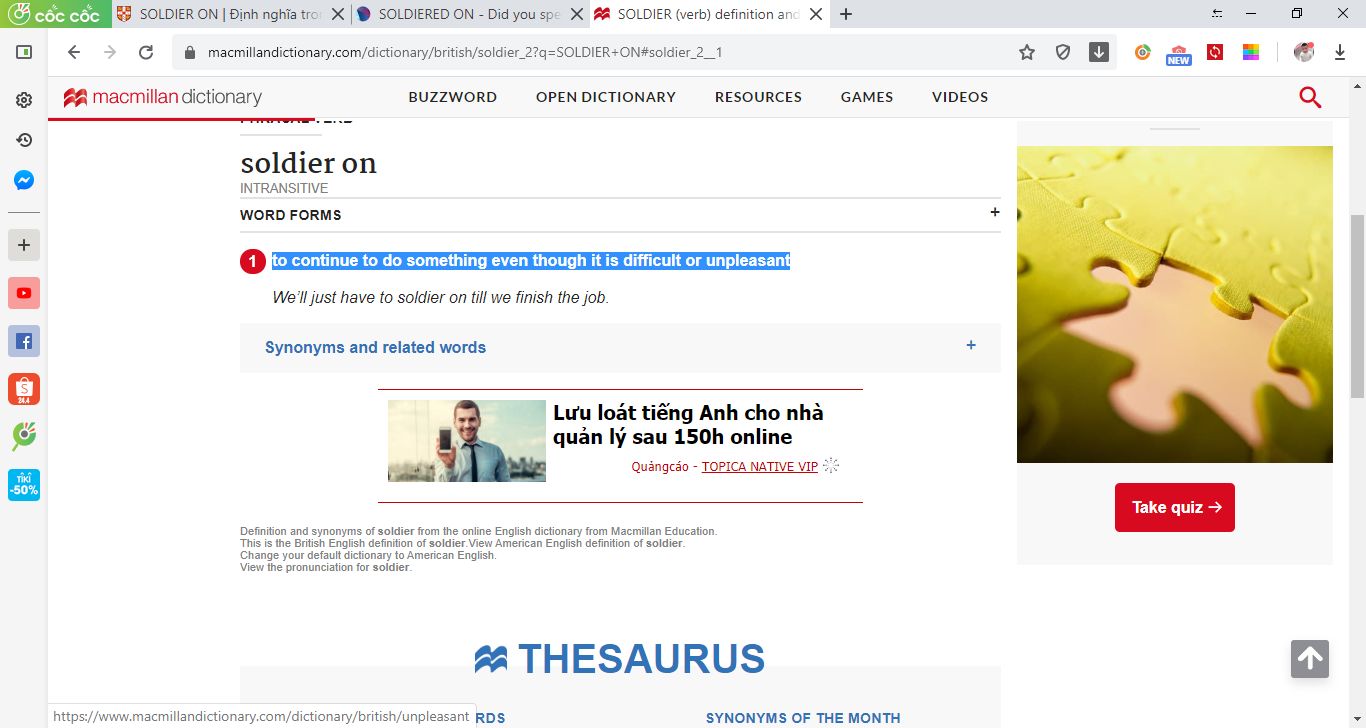 cốc cốc
SOLDIER ON | Định nghĩa tron
SOLDIERED ON - Did you spe
SOLDIER (verb) definition and
macmillandictionary.com/dictionary/british/soldier_2?q=SOLDIER+ON#soldier_2__1
NEW
macmillan dictionary
BUZZWORD
OPEN DICTIONARY
RESOURCES
GAMES
VIDEOS
PHRASAL VERB
soldier on
INTRANSITIVE
WORD FORMS
+
1 to continue to do something even though it is difficult or unpleasant
We'll just have to soldier on till we finish the job.
Synonyms and related words
+
Lưu loát tiếng Anh cho nhà
quản lý sau 150h online
Quảngcáo - TOPICA NATIVE VIP
Definition and synonyms of soldier from the online English dictionary from Macmillan Education.
This is the British English definition of soldier.View American English definition of soldier.
Change your default dictionary to American English.
View the pronunciation for soldier.
Take quiz →
THESAURUS
RDS
SYNONYMS OF THE MONTH
https://www.macmillandictionary.com/dictionary/british/unpleasant
S
24.4
TIKI
-50%